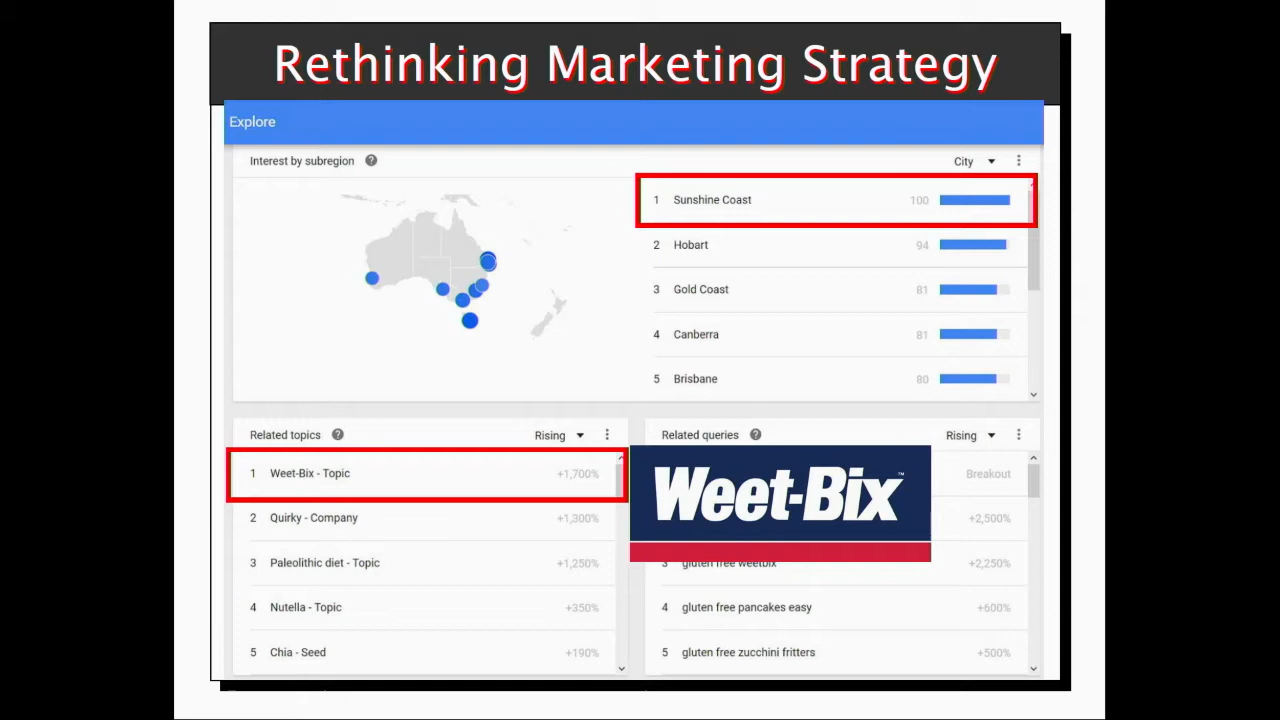 Rethinking Marketing Strategy
Explore
Interest by subregion ?
City
1 Sunshine Coast 100
2 Hobart 94
3 Gold Coast 81
4 Canberra 81
5 Brisbane 80
Related topics ? Rising
1 Weet-Bix - Topic +1,700%
2 Quirky - Company +1,300%
3 Paleolithic diet - Topic +1,250%
4 Nutella - Topic +350%
5 Chia - Seed +190%
Related queries ? Rising
Weet-Bix™
Breakout
+2,500%
3 gluten free weetbix +2,250%
4 gluten free pancakes easy +600%
5 gluten free zucchini fritters +500%